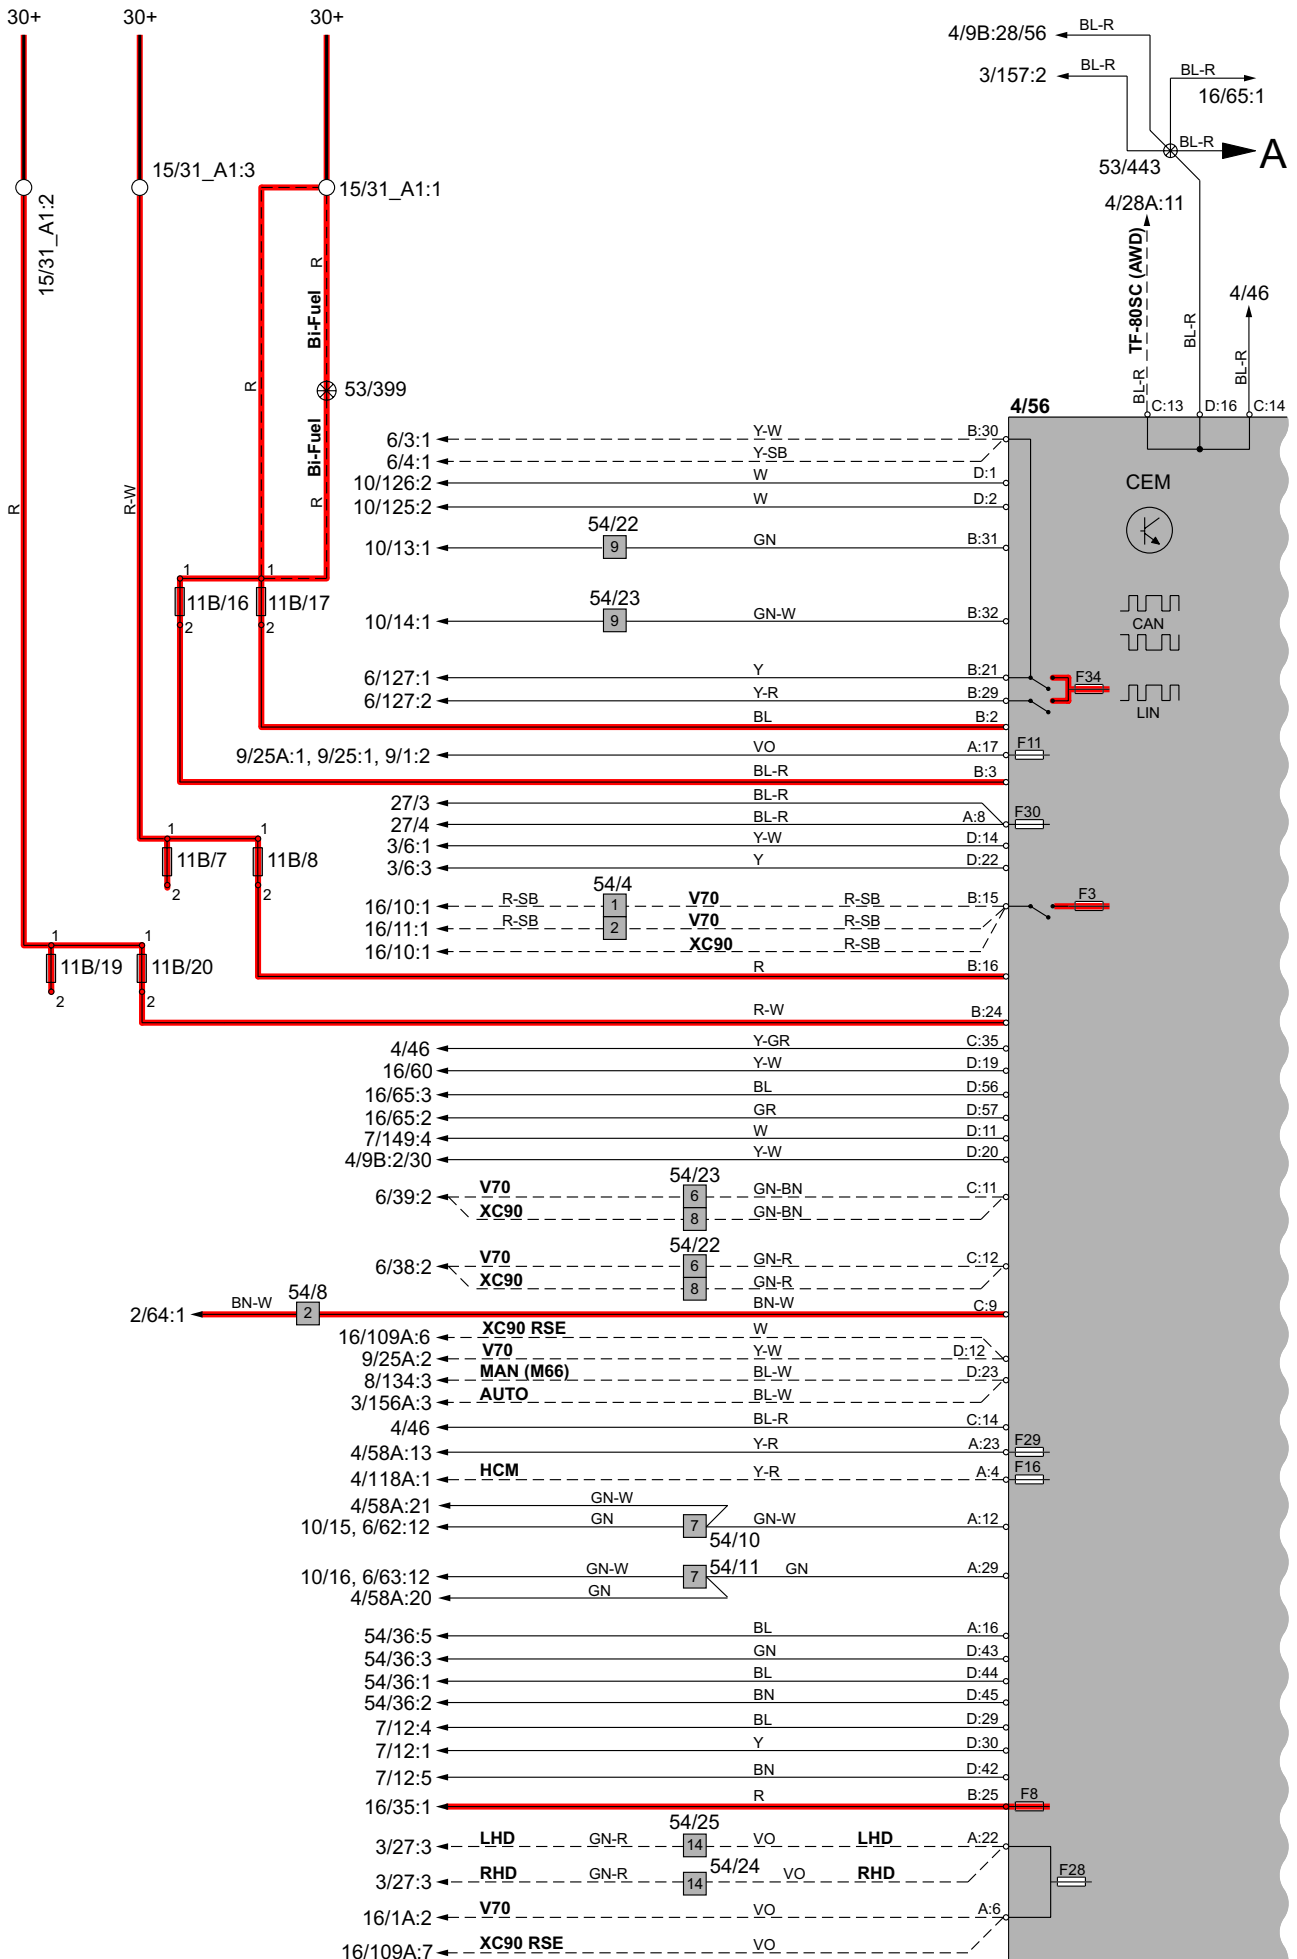 30+ 30+ 30+
4/9B:28/56 BL-R
3/157:2 BL-R BL-R
16/65:1
BL-R A
53/443
15/31_A1:2
15/31_A1:3
15/31_A1:1
4/28A:11
TF-80SC (AWD)
4/46
R Bi-Fuel
R
53/399
Bi-Fuel R
R
R-W
BL-R BL-R BL-R
4/56 C:13 D:16 C:14
6/3:1 Y-W B:30
6/4:1 Y-SB
10/126:2 W D:1
CEM
10/125:2 W D:2
54/22
10/13:1 9 GN B:31
1 1
11B/16 11B/17
2 2
54/23
10/14:1 9 GN-W B:32
CAN
6/127:1 Y B:21
F34
6/127:2 Y-R B:29
LIN
BL B:2
9/25A:1, 9/25:1, 9/1:2 VO A:17 F11
BL-R B:3
27/3 BL-R
27/4 BL-R A:8 F30
3/6:1 Y-W D:14
1 1
11B/7 11B/8
2 2
3/6:3 Y D:22
54/4
16/10:1 R-SB 1 V70 R-SB B:15 F3
16/11:1 R-SB 2 V70 R-SB
16/10:1 XC90 R-SB
1 1
11B/19 11B/20
2 2
R B:16
R-W B:24
4/46 Y-GR C:35
16/60 Y-W D:19
16/65:3 BL D:56
16/65:2 GR D:57
7/149:4 W D:11
4/9B:2/30 Y-W D:20
54/23
6/39:2 V70 6 GN-BN C:11
XC90 8 GN-BN
54/22
6/38:2 V70 6 GN-R C:12
XC90 8 GN-R
54/8
2/64:1 BN-W 2 BN-W C:9
16/109A:6 XC90 RSE W
9/25A:2 V70 Y-W D:12
8/134:3 MAN (M66) BL-W D:23
3/156A:3 AUTO BL-W
4/46 BL-R C:14
4/58A:13 Y-R A:23 F29
4/118A:1 HCM Y-R A:4 F16
4/58A:21 GN-W
10/15, 6/62:12 GN 7 GN-W A:12
54/10
54/11
10/16, 6/63:12 GN-W 7 GN A:29
4/58A:20 GN
54/36:5 BL A:16
54/36:3 GN D:43
54/36:1 BL D:44
54/36:2 BN D:45
7/12:4 BL D:29
7/12:1 Y D:30
7/12:5 BN D:42
16/35:1 R B:25 F8
54/25
3/27:3 LHD GN-R 14 VO LHD A:22
54/24
3/27:3 RHD GN-R 14 VO RHD F28
16/1A:2 V70 VO A:6
16/109A:7 XC90 RSE VO